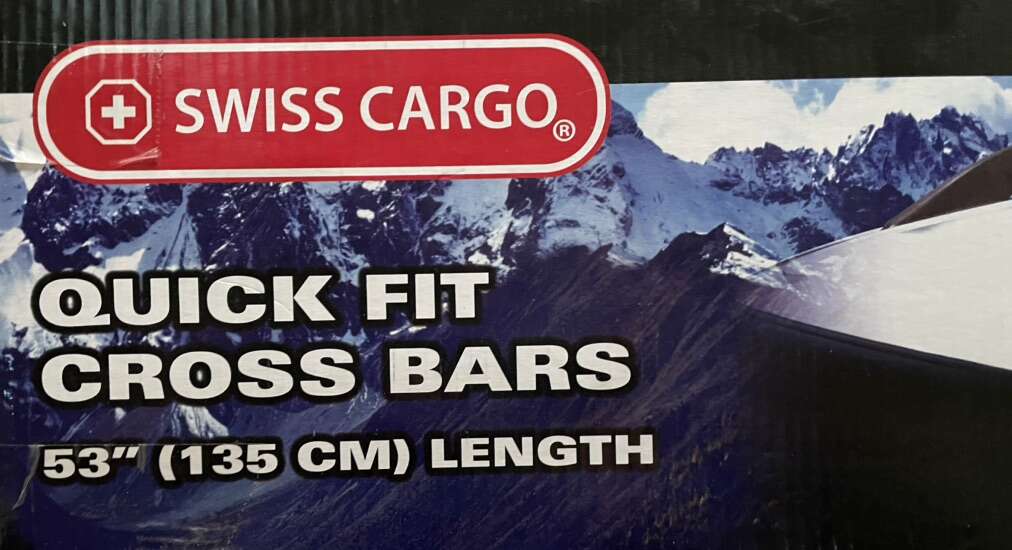 SWISS CARGO®
QUICK FIT
CROSS BARS
53" (135 CM) LENGTH